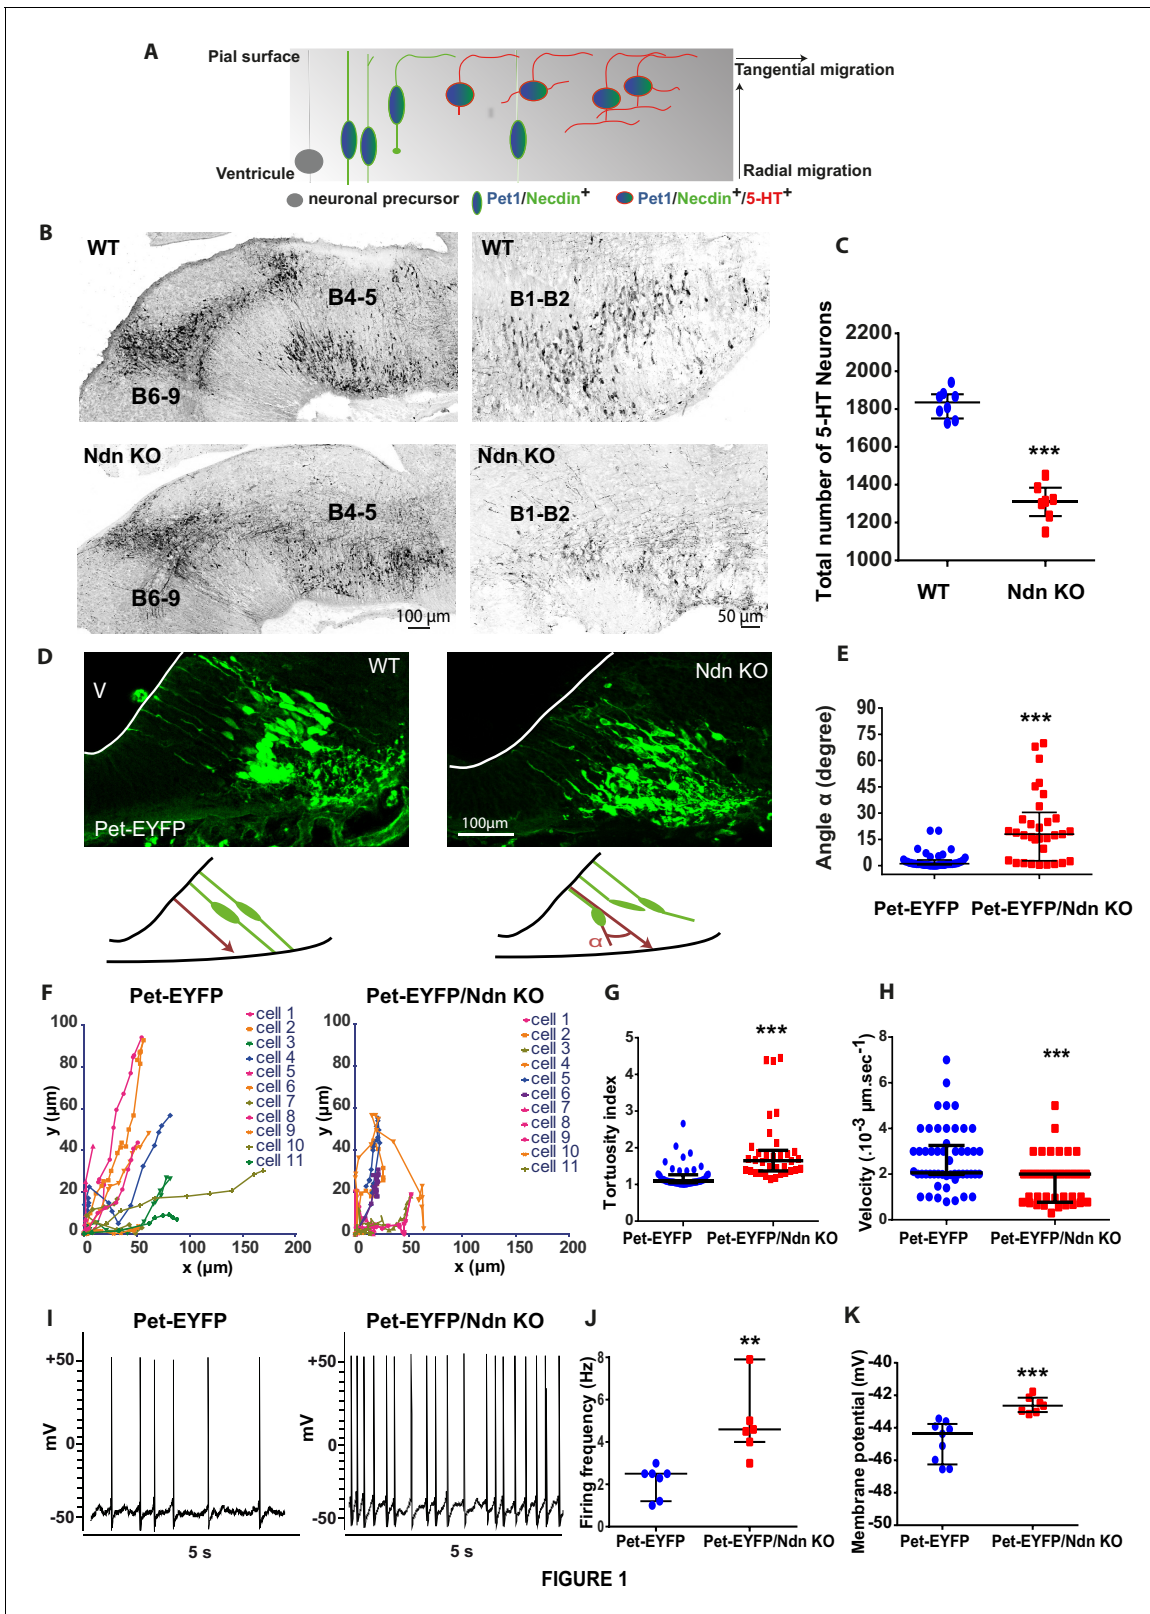 A
Pial surface
Tangential migration
Ventricule
Radial migration
neuronal precursor
Pet1/Necdin+
Pet1/Necdin+/5-HT+
B
WT
B4-5
B6-9
WT
B1-B2
Ndn KO
B4-5
B6-9
100 µm
Ndn KO
B1-B2
50 µm
C
Total number of 5-HT Neurons
2200
2000
1800
1600
1400
1200
1000
***
WT
Ndn KO
D
WT
V
Pet-EYFP
Ndn KO
100µm
α
E
Angle α (degree)
90
75
60
45
30
15
0
***
Pet-EYFP
Pet-EYFP/Ndn KO
F
Pet-EYFP
y (µm)
100
80
60
40
20
0
0
50
100
150
200
x (µm)
cell 1
cell 2
cell 3
cell 4
cell 5
cell 6
cell 7
cell 8
cell 9
cell 10
cell 11
Pet-EYFP/Ndn KO
y (µm)
100
80
60
40
20
0
0
50
100
150
200
x (µm)
cell 1
cell 2
cell 3
cell 4
cell 5
cell 6
cell 7
cell 8
cell 9
cell 10
cell 11
G
Tortuosity index
5
4
3
2
1
0
***
Pet-EYFP
Pet-EYFP/Ndn KO
H
Velocity (.10-3 µm.sec-1)
8
6
4
2
0
***
Pet-EYFP
Pet-EYFP/Ndn KO
I
Pet-EYFP
mV
+50
0
-50
5 s
Pet-EYFP/Ndn KO
mV
+50
0
-50
5 s
J
Firing frequency (Hz)
8
6
4
2
0
**
Pet-EYFP
Pet-EYFP/Ndn KO
K
Membrane potential (mV)
-40
-42
-44
-46
-48
-50
***
Pet-EYFP
Pet-EYFP/Ndn KO
FIGURE 1